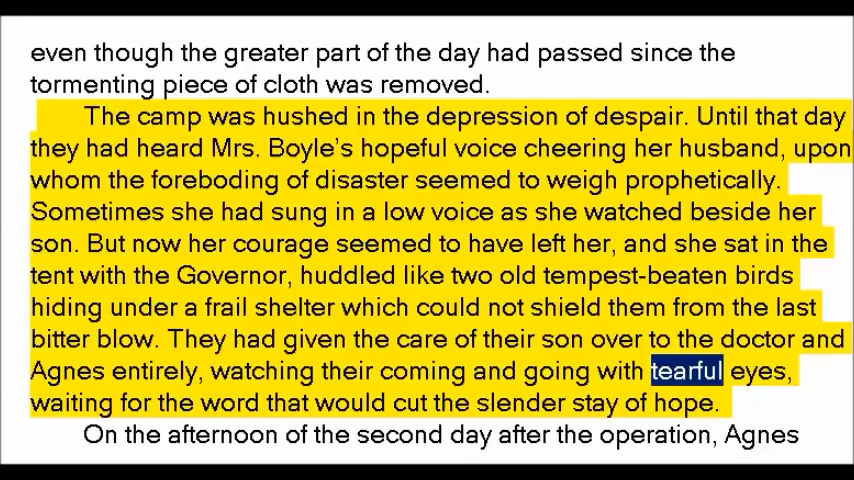 even though the greater part of the day had passed since the
tormenting piece of cloth was removed.
The camp was hushed in the depression of despair. Until that day
they had heard Mrs. Boyle's hopeful voice cheering her husband, upon
whom the foreboding of disaster seemed to weigh prophetically.
Sometimes she had sung in a low voice as she watched beside her
son. But now her courage seemed to have left her, and she sat in the
tent with the Governor, huddled like two old tempest-beaten birds
hiding under a frail shelter which could not shield them from the last
bitter blow. They had given the care of their son over to the doctor and
Agnes entirely, watching their coming and going with tearful eyes,
waiting for the word that would cut the slender stay of hope.
On the afternoon of the second day after the operation, Agnes